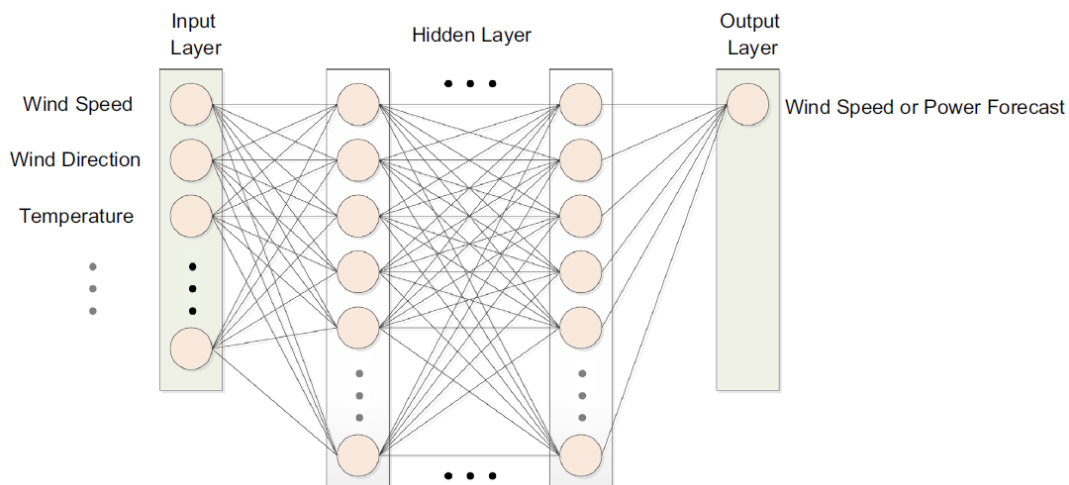 Input
Layer
Hidden Layer
Output
Layer
Wind Speed
Wind Direction
Temperature
Wind Speed or Power Forecast